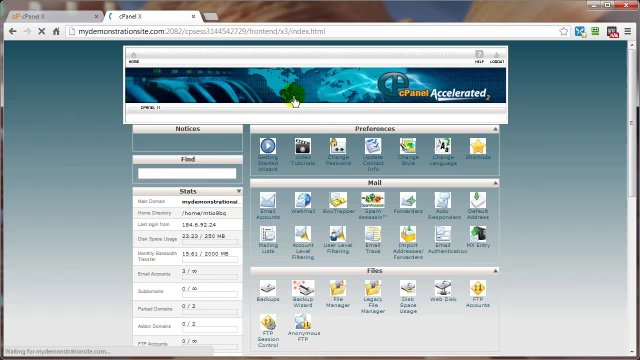 cPanel X
cPanel X
mydemonstrationsite.com:2082/cpsess3144542729/frontend/x3/index.html
HOME
HELP
LOGOUT
cPanel Accelerated 2
CPANEL 11
Notices
Find
Stats
Main Domain mydemonstrationsi
Home Directory /home/mtio9bq
Last login from 184.6.92.24
Disk Space Usage 23.23 / 250 MB
Monthly Bandwidth Transfer 15.61 / 2000 MB
Email Accounts 3 / ∞
Subdomains 0 / ∞
Parked Domains 0 / 2
Addon Domains 0 / 2
FTP Accounts 0 / ∞
Preferences
Getting Started Wizard
Video Tutorials
Change Password
Update Contact Info
Change Style
Change Language
Shortcuts
Mail
Email Accounts
Webmail
BoxTrapper
Spam Assassin™
Forwarders
Auto Responders
Default Address
Mailing Lists
Account Level Filtering
User Level Filtering
Email Trace
Import Addresses/ Forwarders
Email Authentication
MX Entry
Files
Backups
Backup Wizard
File Manager
Legacy File Manager
Disk Space Usage
Web Disk
FTP Accounts
FTP Session Control
Anonymous FTP
Waiting for mydemonstrationsite.com...